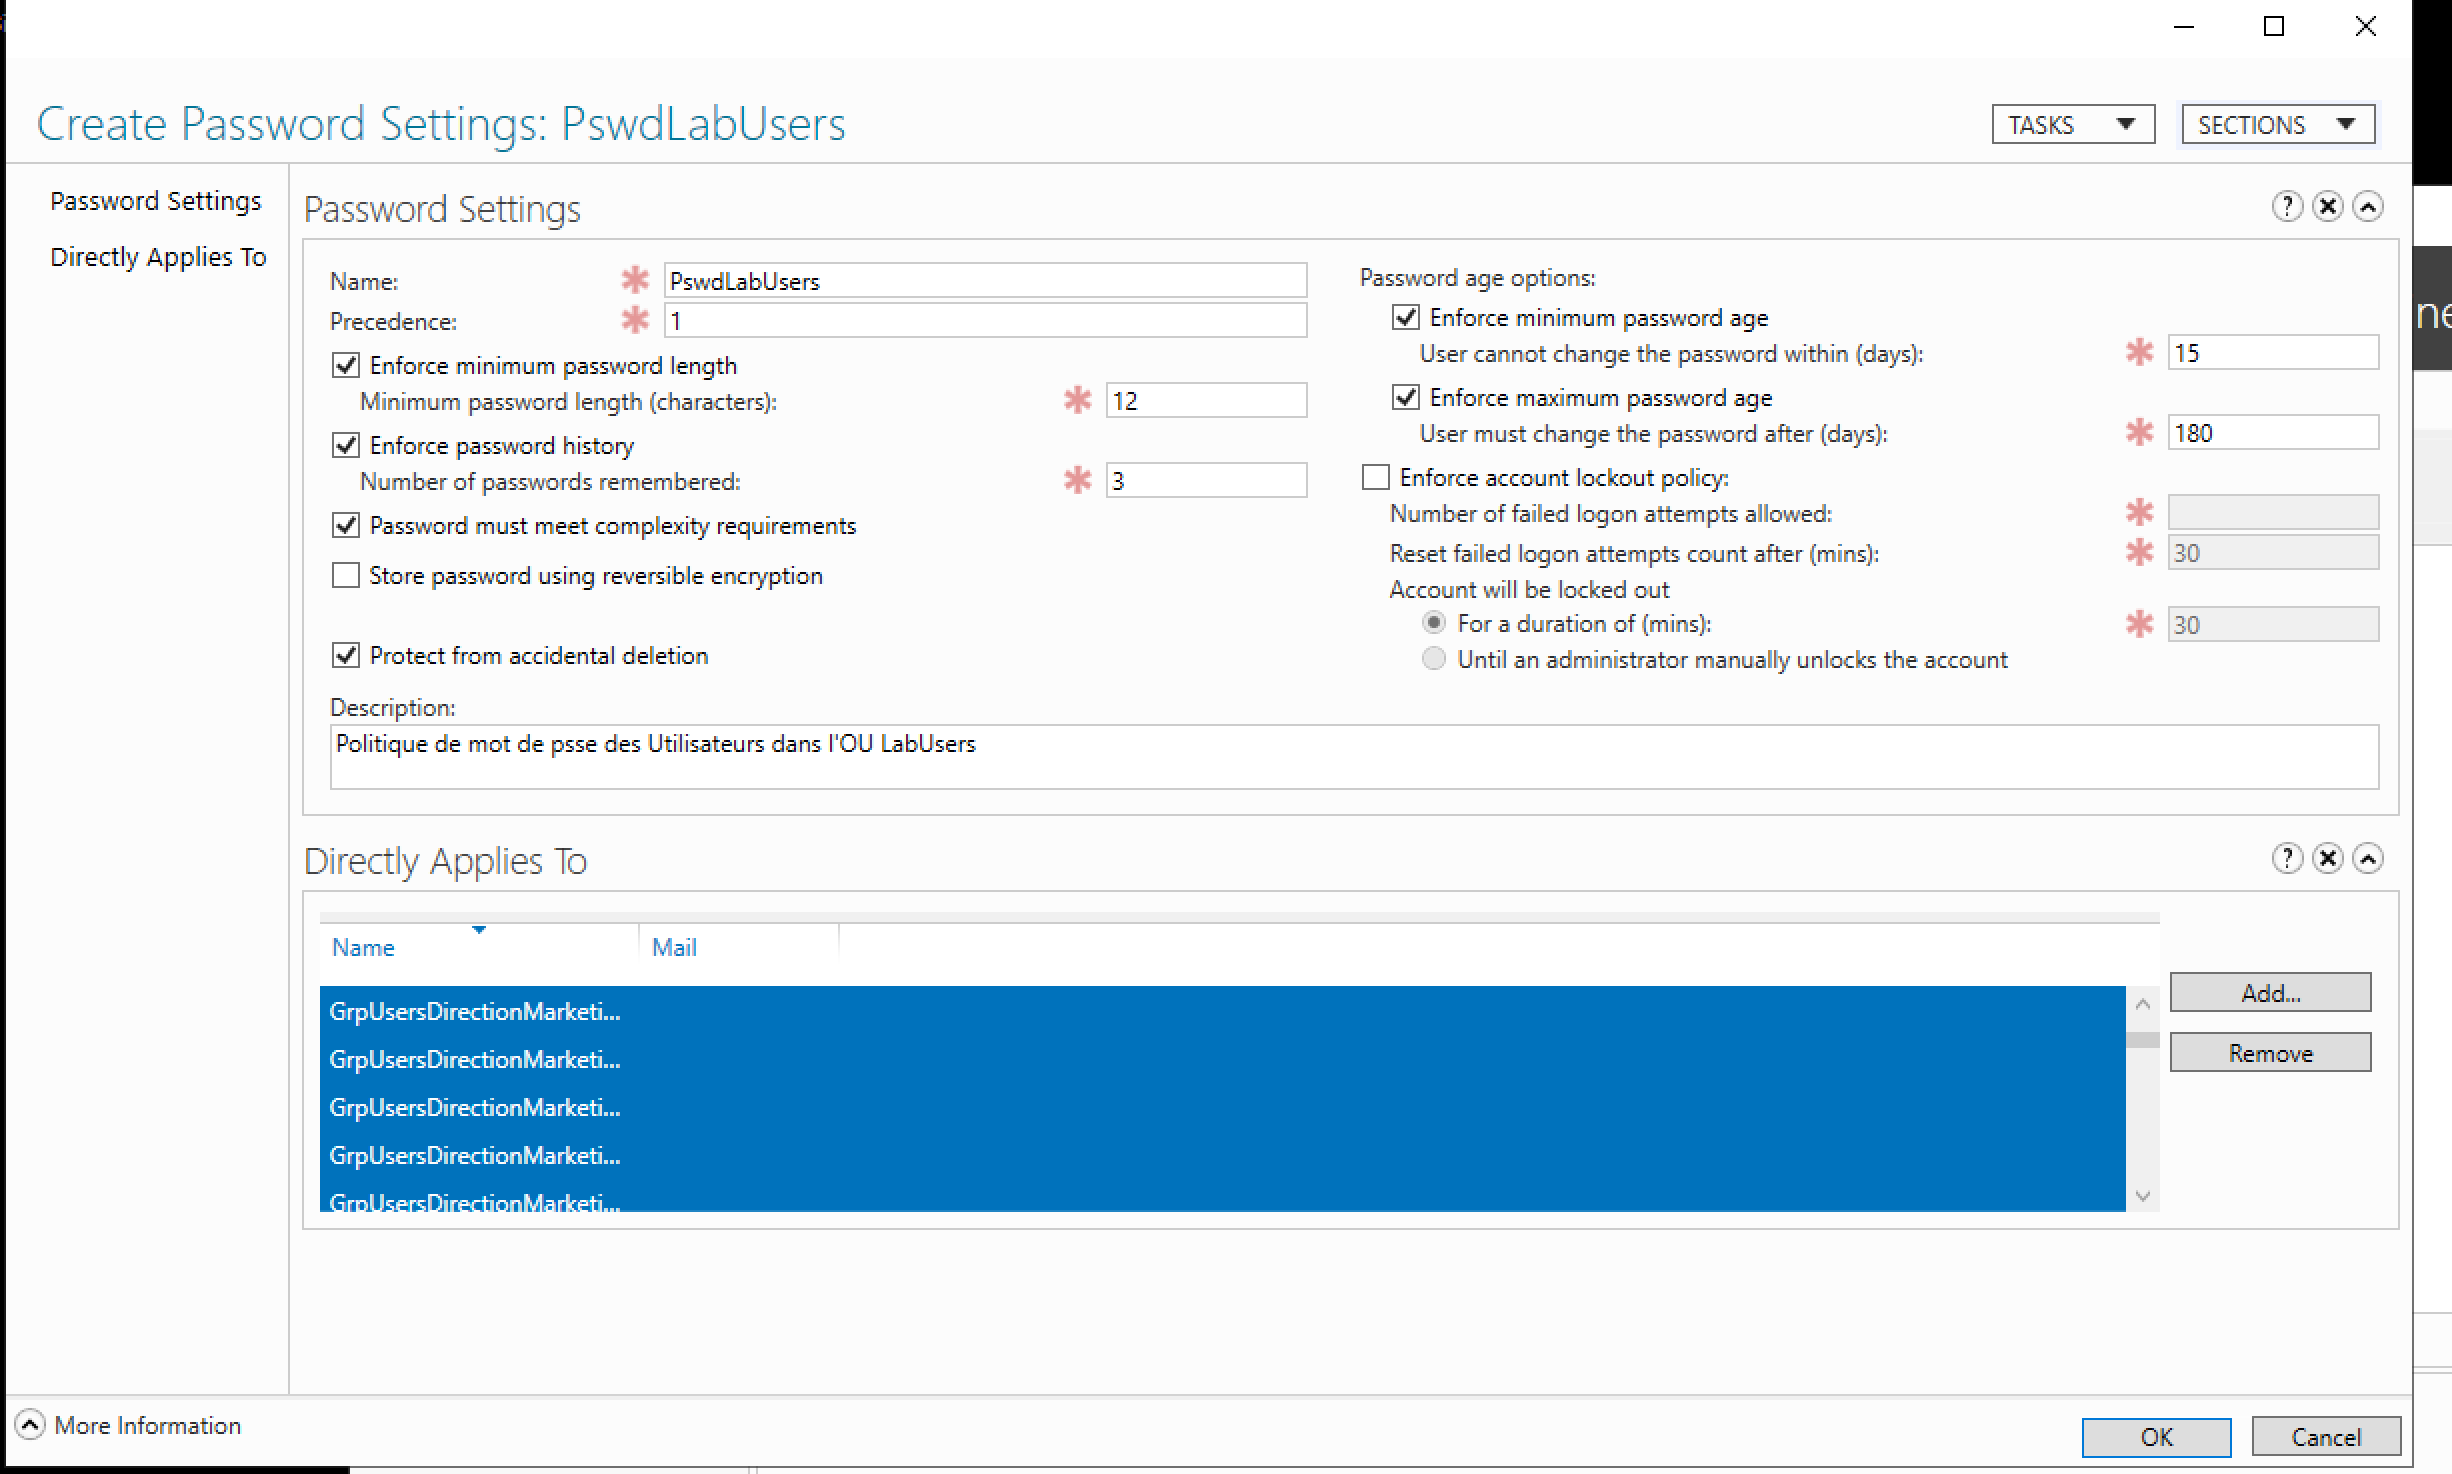 Create Password Settings: PswdLabUsers
TASKS
SECTIONS
Password Settings
Directly Applies To
Password Settings
Name:
PswdLabUsers
Precedence:
1
Enforce minimum password length
Minimum password length (characters):
12
Enforce password history
Number of passwords remembered:
3
Password must meet complexity requirements
Store password using reversible encryption
Protect from accidental deletion
Password age options:
Enforce minimum password age
User cannot change the password within (days):
15
Enforce maximum password age
User must change the password after (days):
180
Enforce account lockout policy:
Number of failed logon attempts allowed:
Reset failed logon attempts count after (mins):
30
Account will be locked out
For a duration of (mins):
30
Until an administrator manually unlocks the account
Description:
Politique de mot de psse des Utilisateurs dans l'OU LabUsers
Directly Applies To
Name
Mail
GrpUsersDirectionMarketi...
GrpUsersDirectionMarketi...
GrpUsersDirectionMarketi...
GrpUsersDirectionMarketi...
GrpUsersDirectionMarketi...
Add...
Remove
More Information
OK
Cancel
ne